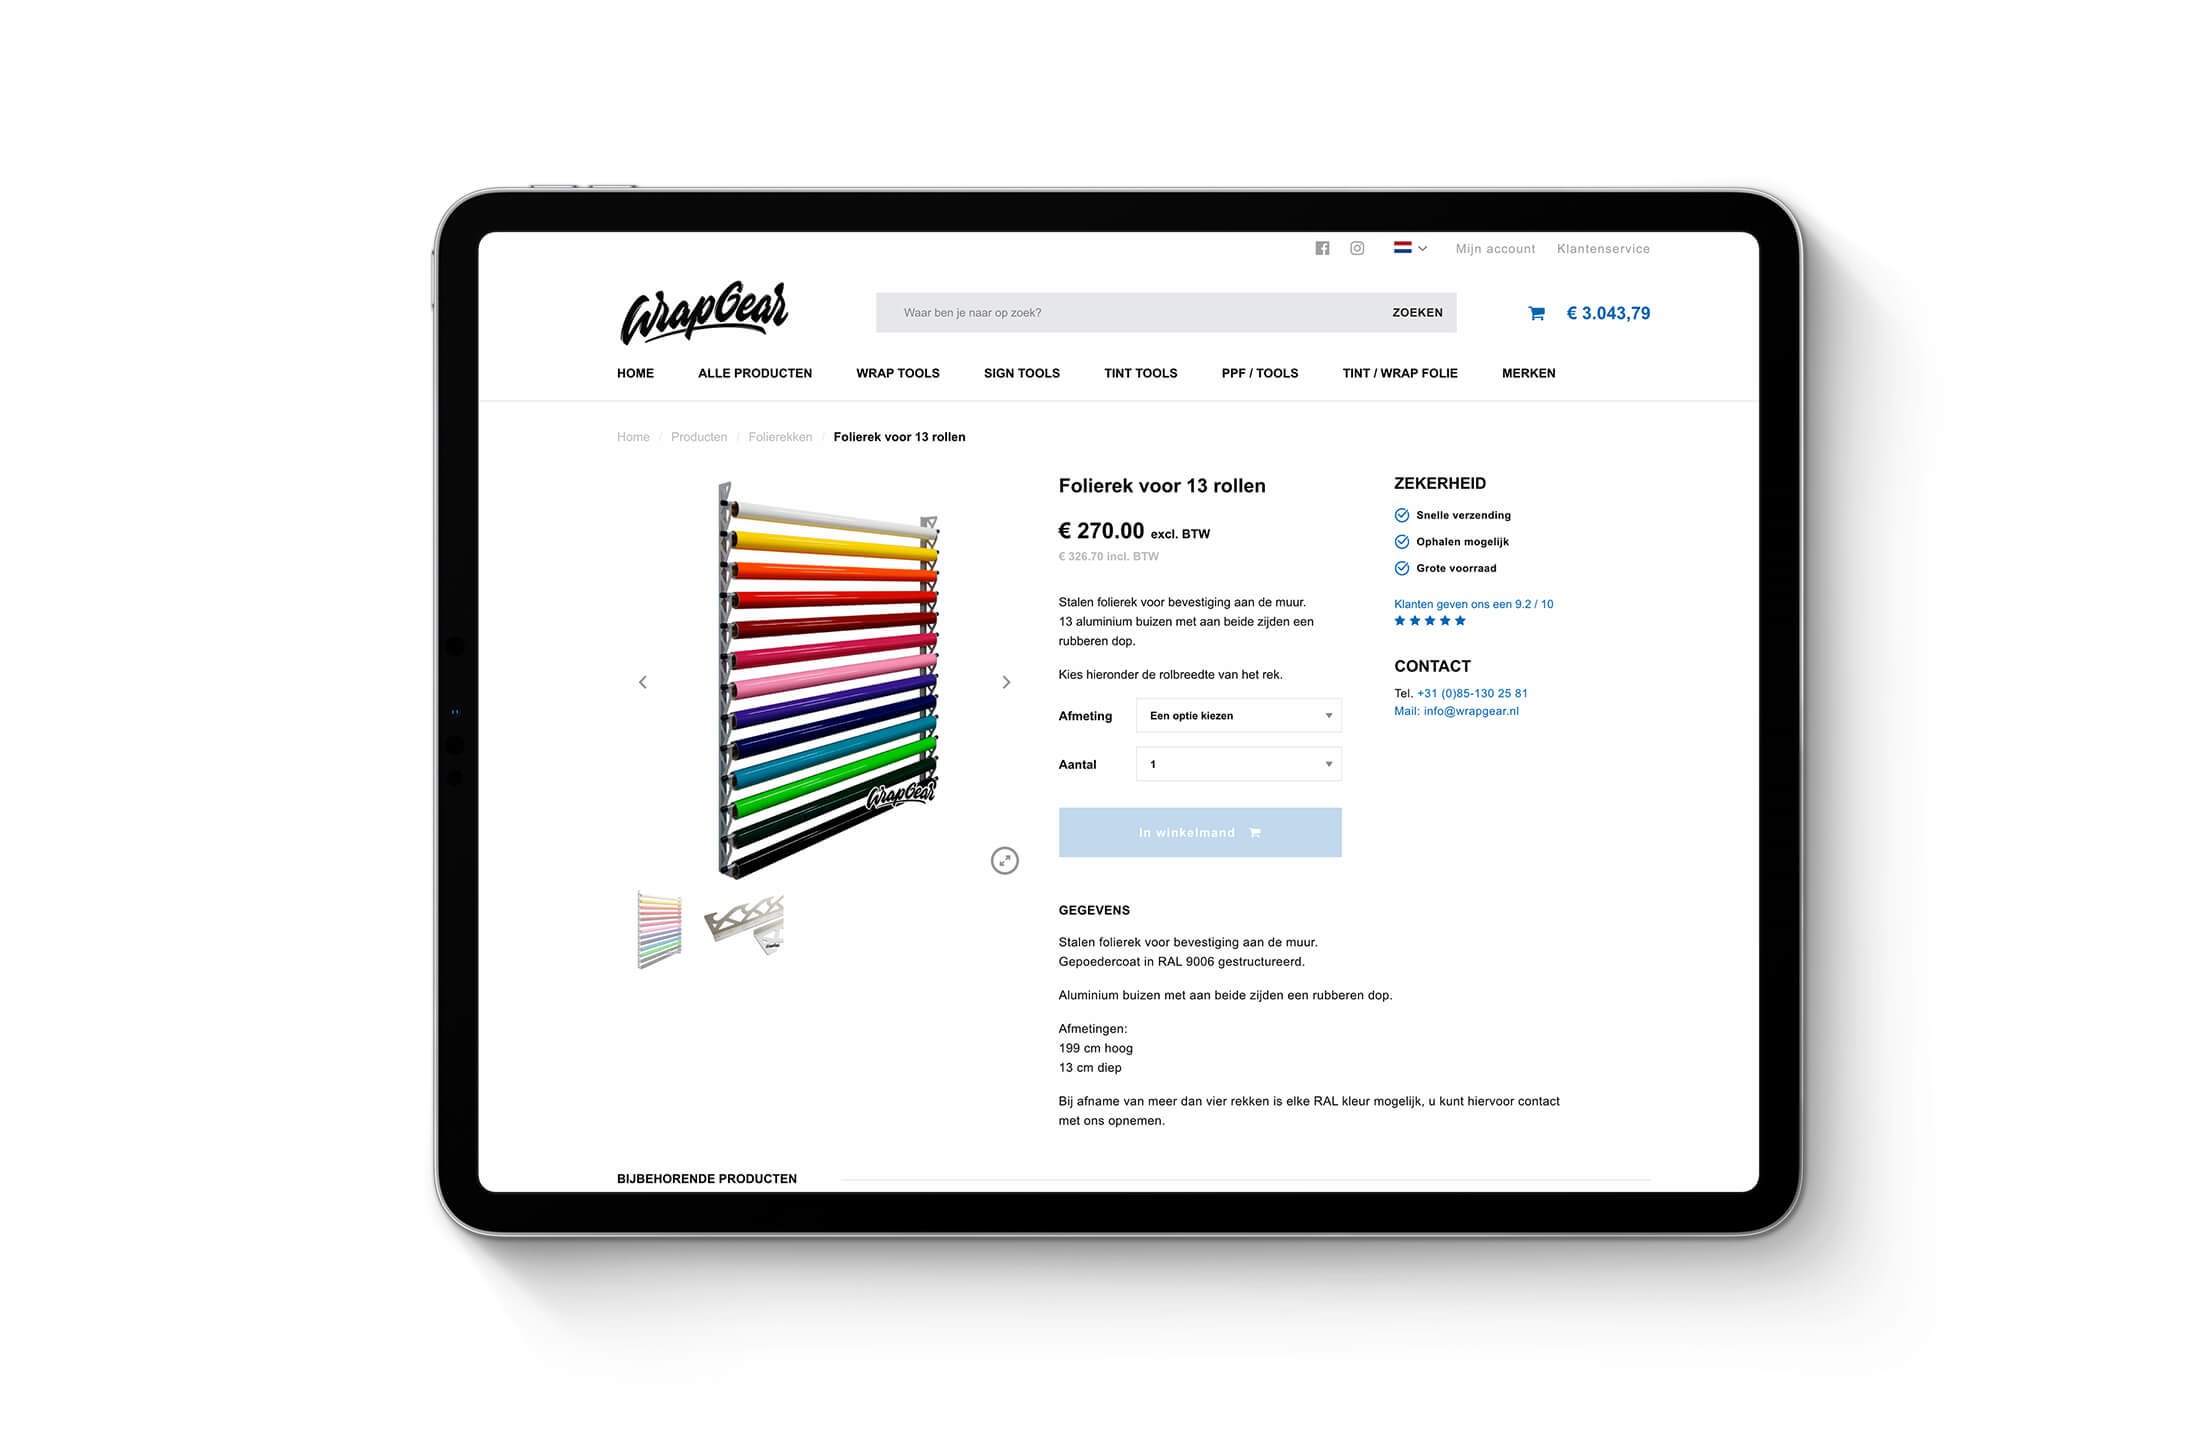 Mijn account Klantenservice
WrapGear
Waar ben je naar op zoek? ZOEKEN
€ 3.043,79
HOME ALLE PRODUCTEN WRAP TOOLS SIGN TOOLS TINT TOOLS PPF / TOOLS TINT / WRAP FOLIE MERKEN
Home / Producten / Folierekken / Folierek voor 13 rollen
WrapGear
Folierek voor 13 rollen
€ 270.00 excl. BTW
€ 326.70 incl. BTW
Stalen folierek voor bevestiging aan de muur.
13 aluminium buizen met aan beide zijden een
rubberen dop.
Kies hieronder de rolbreedte van het rek.
Afmeting Een optie kiezen
Aantal 1
In winkelmand
ZEKERHEID
Snelle verzending
Ophalen mogelijk
Grote voorraad
Klanten geven ons een 9.2 / 10
CONTACT
Tel. +31 (0)85-130 25 81
Mail: info@wrapgear.nl
GEGEVENS
Stalen folierek voor bevestiging aan de muur.
Gepoedercoat in RAL 9006 gestructureerd.
Aluminium buizen met aan beide zijden een rubberen dop.
Afmetingen:
199 cm hoog
13 cm diep
Bij afname van meer dan vier rekken is elke RAL kleur mogelijk, u kunt hiervoor contact
met ons opnemen.
BIJBEHORENDE PRODUCTEN